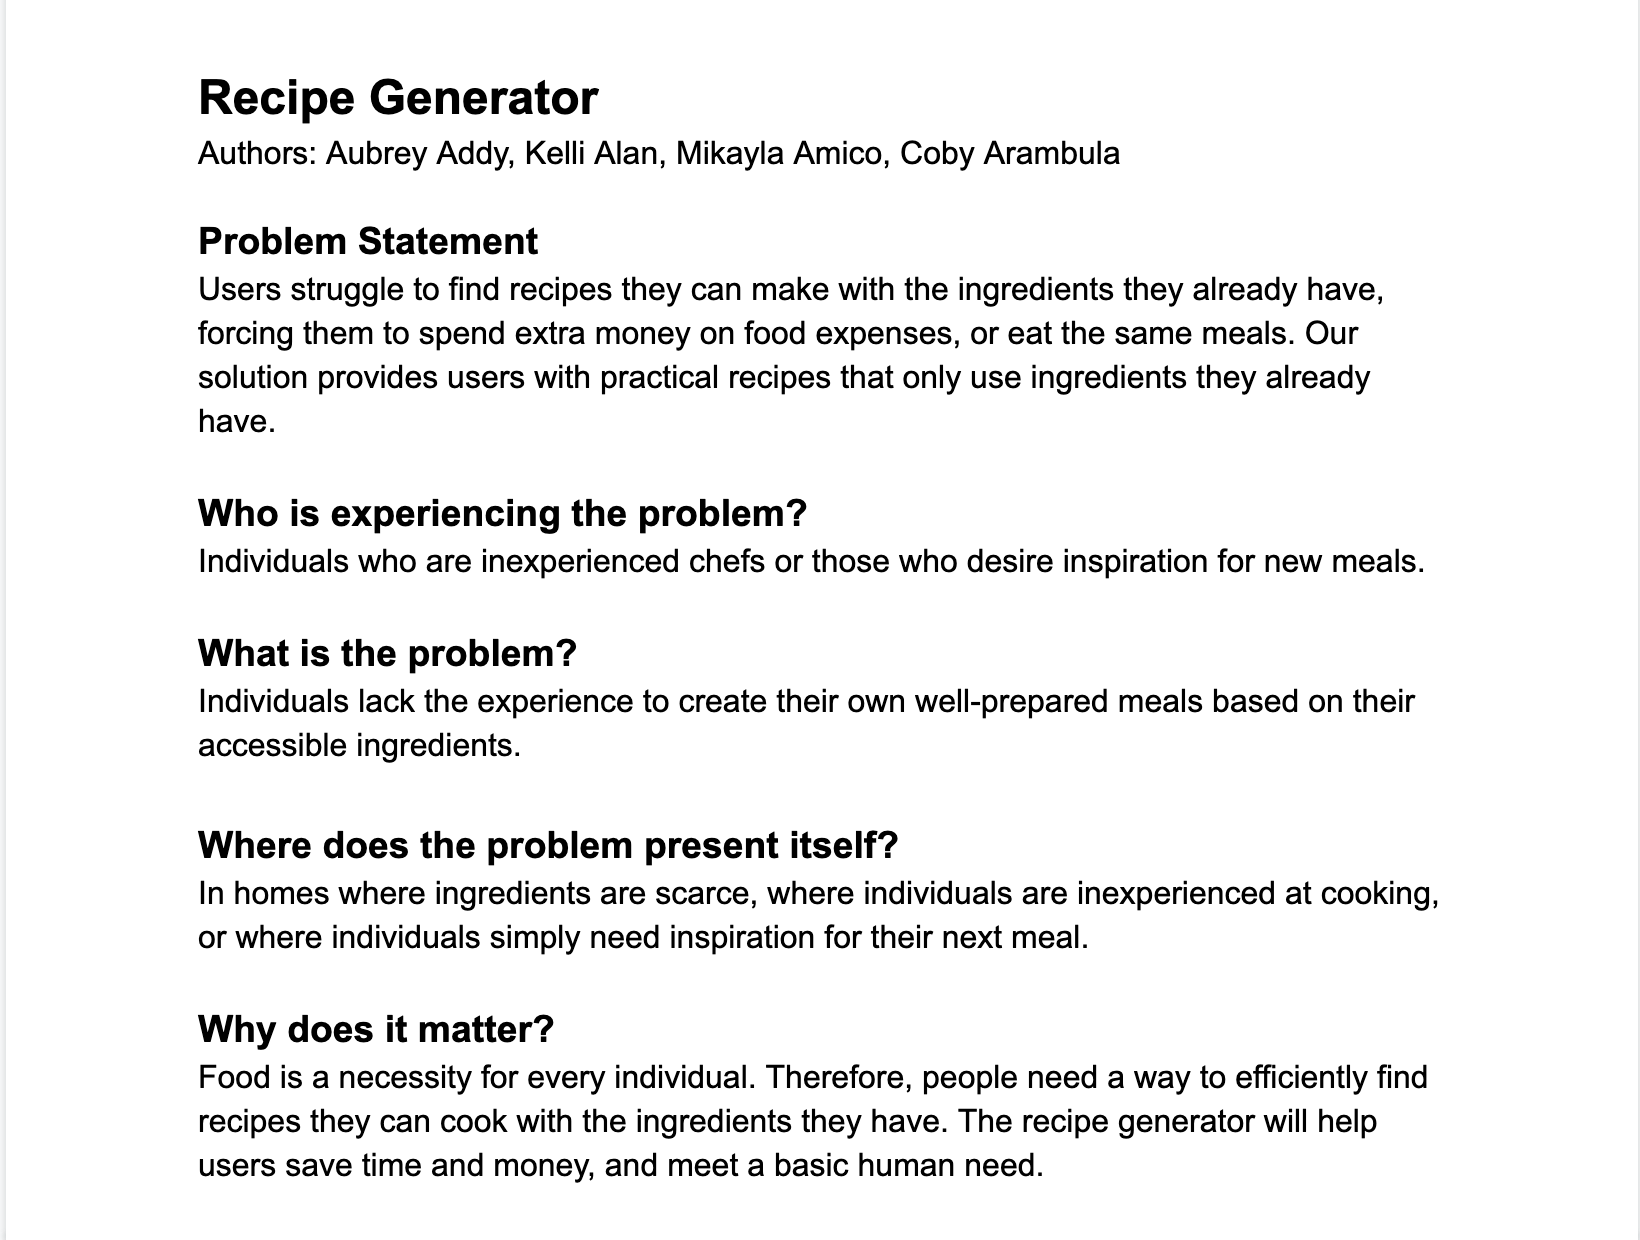 Recipe Generator
Authors: Aubrey Addy, Kelli Alan, Mikayla Amico, Coby Arambula
Problem Statement
Users struggle to find recipes they can make with the ingredients they already have,
forcing them to spend extra money on food expenses, or eat the same meals. Our
solution provides users with practical recipes that only use ingredients they already
have.
Who is experiencing the problem?
Individuals who are inexperienced chefs or those who desire inspiration for new meals.
What is the problem?
Individuals lack the experience to create their own well-prepared meals based on their
accessible ingredients.
Where does the problem present itself?
In homes where ingredients are scarce, where individuals are inexperienced at cooking,
or where individuals simply need inspiration for their next meal.
Why does it matter?
Food is a necessity for every individual. Therefore, people need a way to efficiently find
recipes they can cook with the ingredients they have. The recipe generator will help
users save time and money, and meet a basic human need.